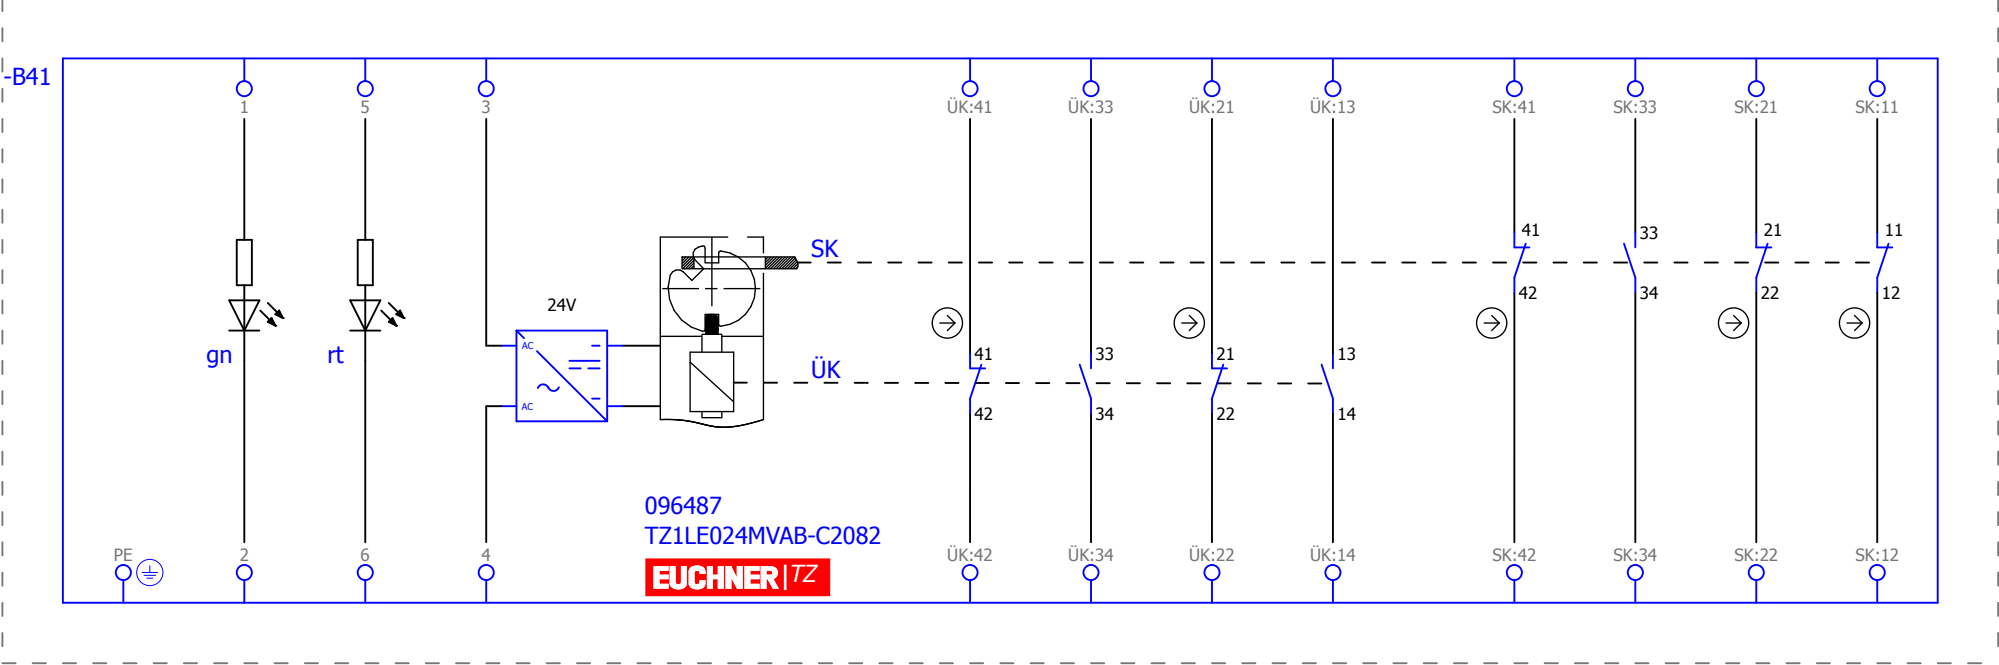 -B41
1 5 3 ÜK:41 ÜK:33 ÜK:21 ÜK:13 SK:41 SK:33 SK:21 SK:11
41 33 21 11
SK
42 34 22 12
24V
gn rt
AC
41 33 21 13
ÜK
AC
42 34 22 14
096487
TZ1LE024MVAB-C2082
PE 2 6 4 ÜK:42 ÜK:34 ÜK:22 ÜK:14 SK:42 SK:34 SK:22 SK:12
EUCHNER|TZ